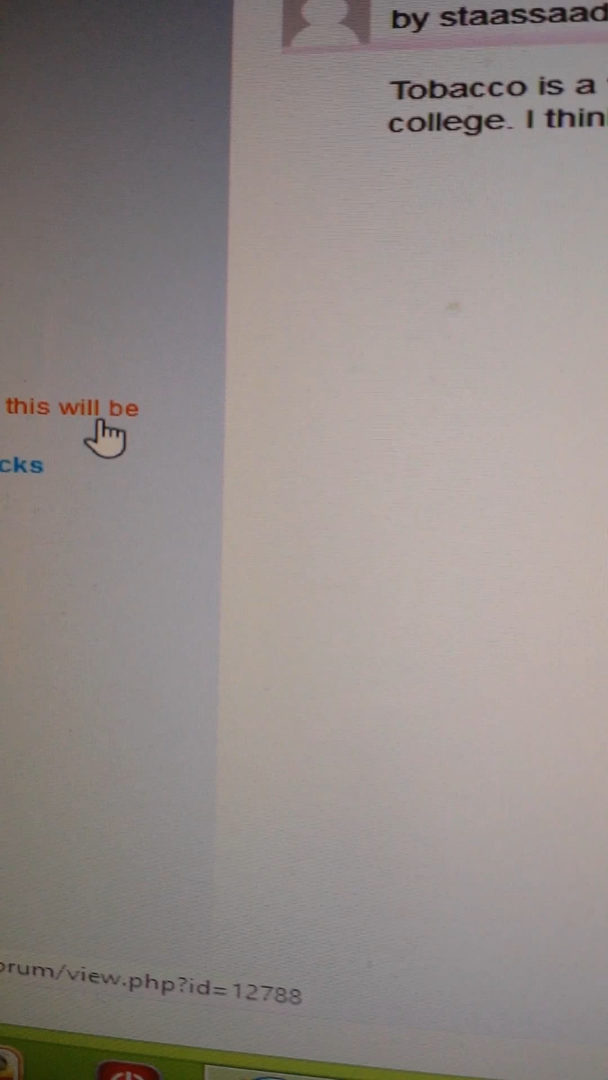 by staassaad
Tobacco is a
college. I thin
this will be
cks
orum/view.php?id=12788